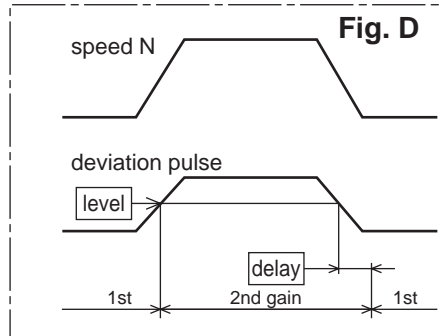 Fig. D
speed N
deviation pulse
level
delay
1st 2nd gain 1st